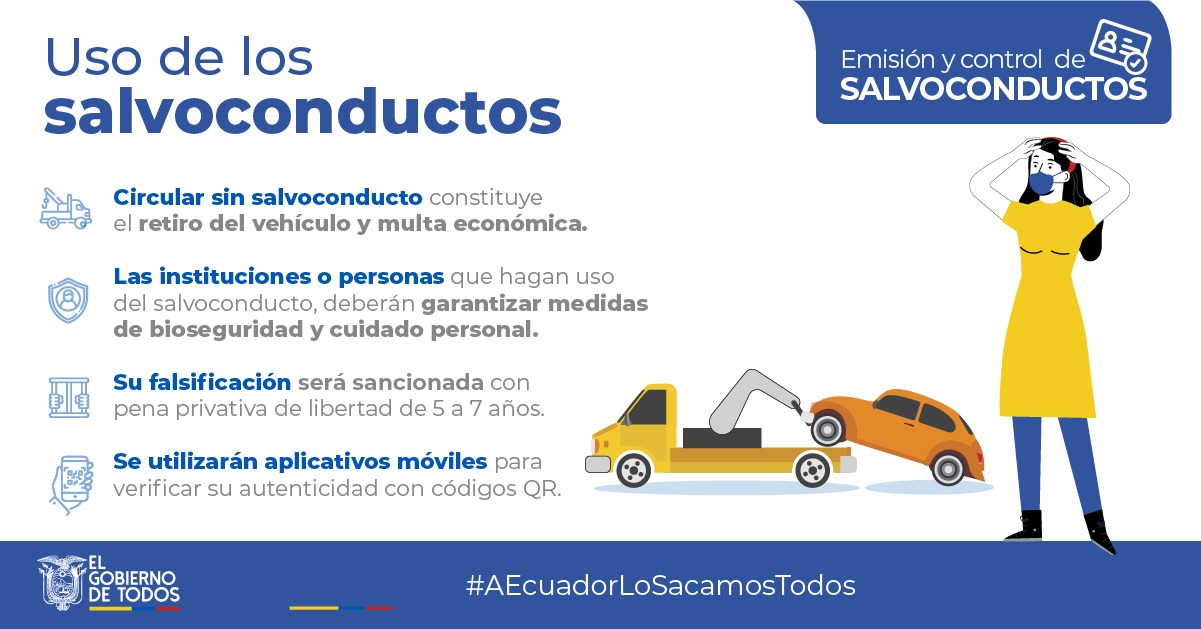 Uso de los
salvoconductos
Emisión y control de
SALVOCONDUCTOS
Circular sin salvoconducto constituye
el retiro del vehículo y multa económica.
Las instituciones o personas que hagan uso
del salvoconducto, deberán garantizar medidas
de bioseguridad y cuidado personal.
Su falsificación será sancionada con
pena privativa de libertad de 5 a 7 años.
Se utilizarán aplicativos móviles para
verificar su autenticidad con códigos QR.
EL
GOBIERNO
DE TODOS
#AEcuadorLoSacamosTodos